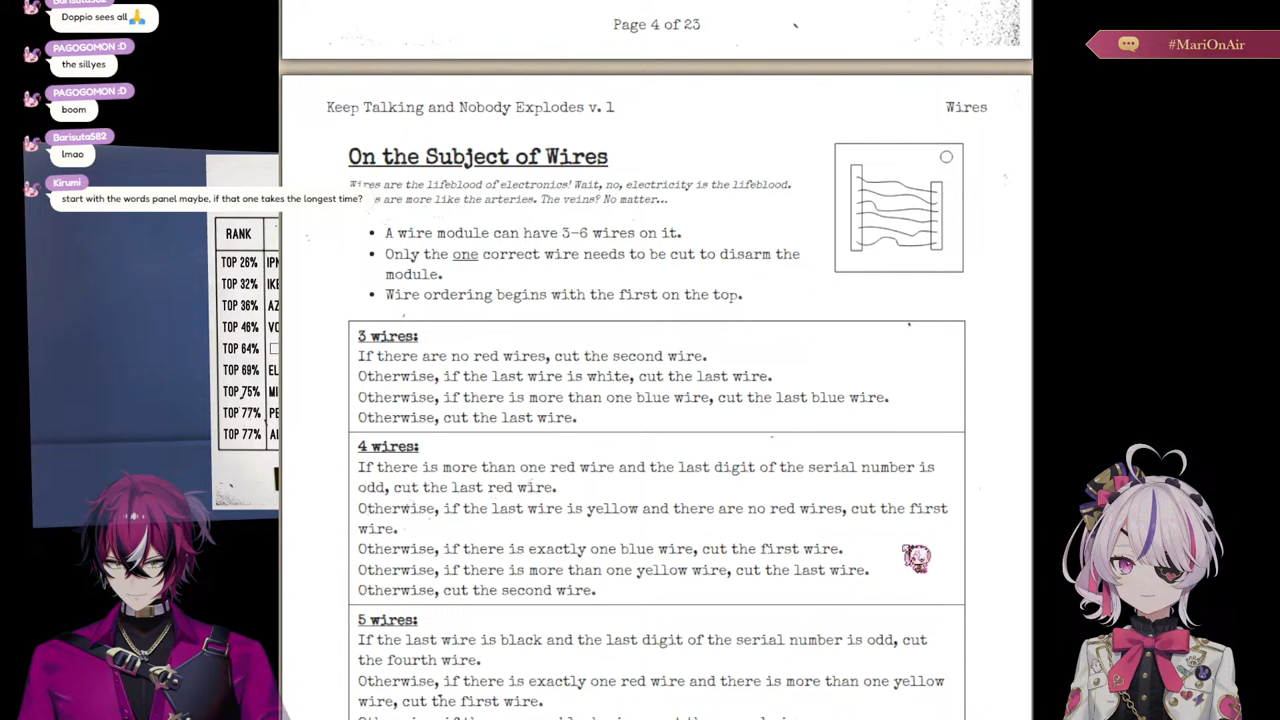 Doppio sees all 🙏
PAGOGOMON :D
the sillyes
PAGOGOMON :D
boom
Barisuta582
lmao
Kirumi
start with the words panel maybe, if that one takes the longest time?
RANK
TOP 26%
TOP 32%
TOP 36%
TOP 46%
TOP 64%
TOP 69%
TOP 75%
TOP 77%
TOP 77%
Page 4 of 23
#MariOnAir
Keep Talking and Nobody Explodes v. 1
Wires
On the Subject of Wires
Wires are the lifeblood of electronics! Wait, no, electricity is the lifeblood.
s are more like the arteries. The veins? No matter...
• A wire module can have 3-6 wires on it.
• Only the one correct wire needs to be cut to disarm the
module.
• Wire ordering begins with the first on the top.
3 wires:
If there are no red wires, cut the second wire.
Otherwise, if the last wire is white, cut the last wire.
Otherwise, if there is more than one blue wire, cut the last blue wire.
Otherwise, cut the last wire.
4 wires:
If there is more than one red wire and the last digit of the serial number is
odd, cut the last red wire.
Otherwise, if the last wire is yellow and there are no red wires, cut the first
wire.
Otherwise, if there is exactly one blue wire, cut the first wire.
Otherwise, if there is more than one yellow wire, cut the last wire.
Otherwise, cut the second wire.
5 wires:
If the last wire is black and the last digit of the serial number is odd, cut
the fourth wire.
Otherwise, if there is exactly one red wire and there is more than one yellow
wire, cut the first wire.